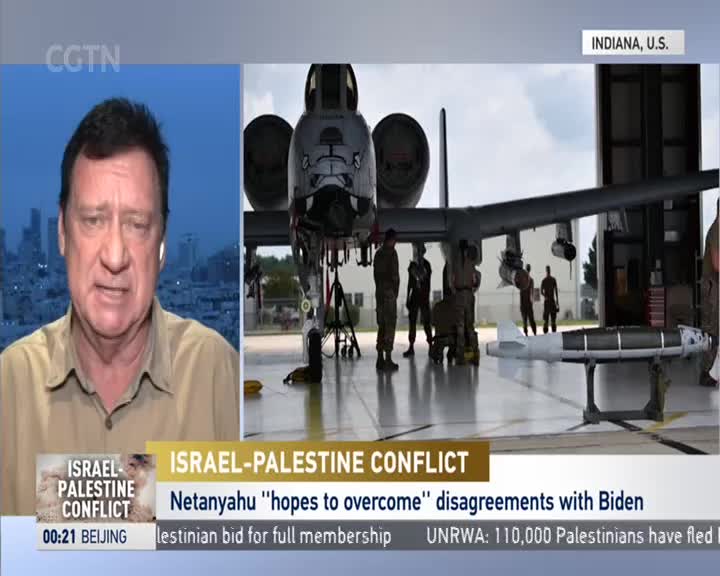 CGTN
INDIANA, U.S.
ISRAEL-
PALESTINE
CONFLICT
ISRAEL-PALESTINE CONFLICT
Netanyahu "hopes to overcome" disagreements with Biden
00:21 BEIJING
lestinian bid for full membership UNRWA: 110,000 Palestinians have fled